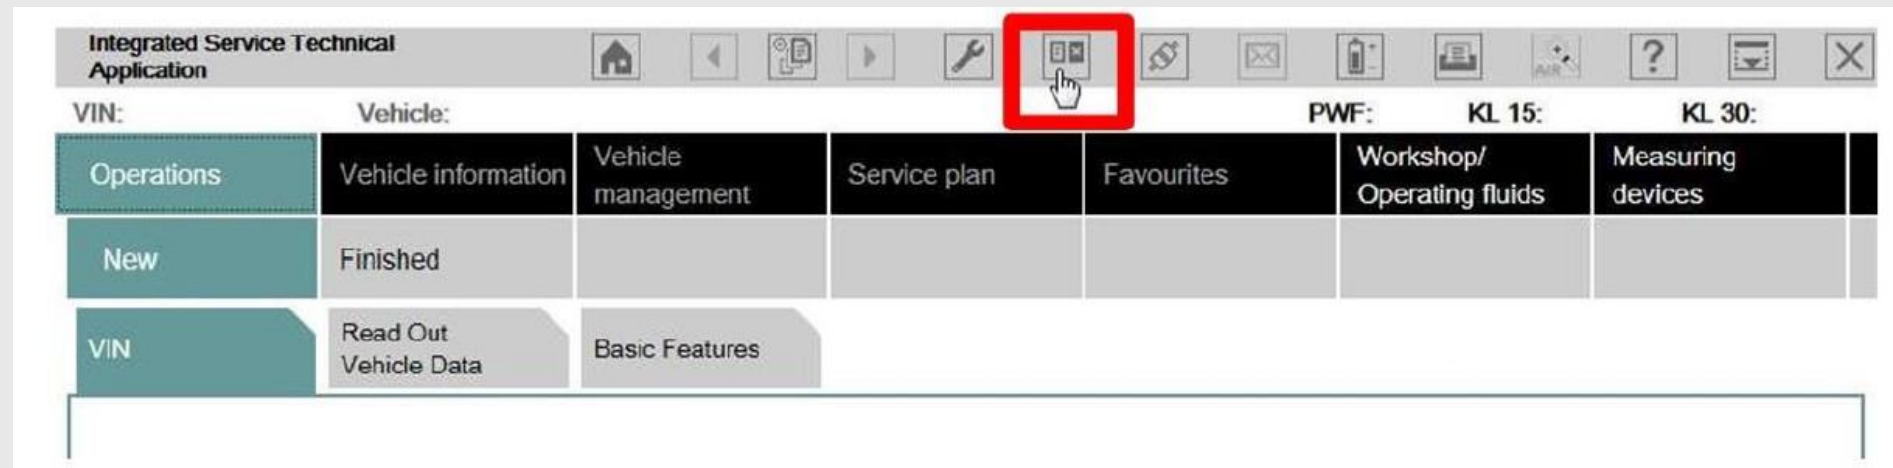 Integrated Service Technical
Application
AIR
?
VIN:
Vehicle:
PWF:
KL 15:
KL 30:
Operations
Vehicle information
Vehicle
management
Service plan
Favourites
Workshop/
Operating fluids
Measuring
devices
New
Finished
VIN
Read Out
Vehicle Data
Basic Features